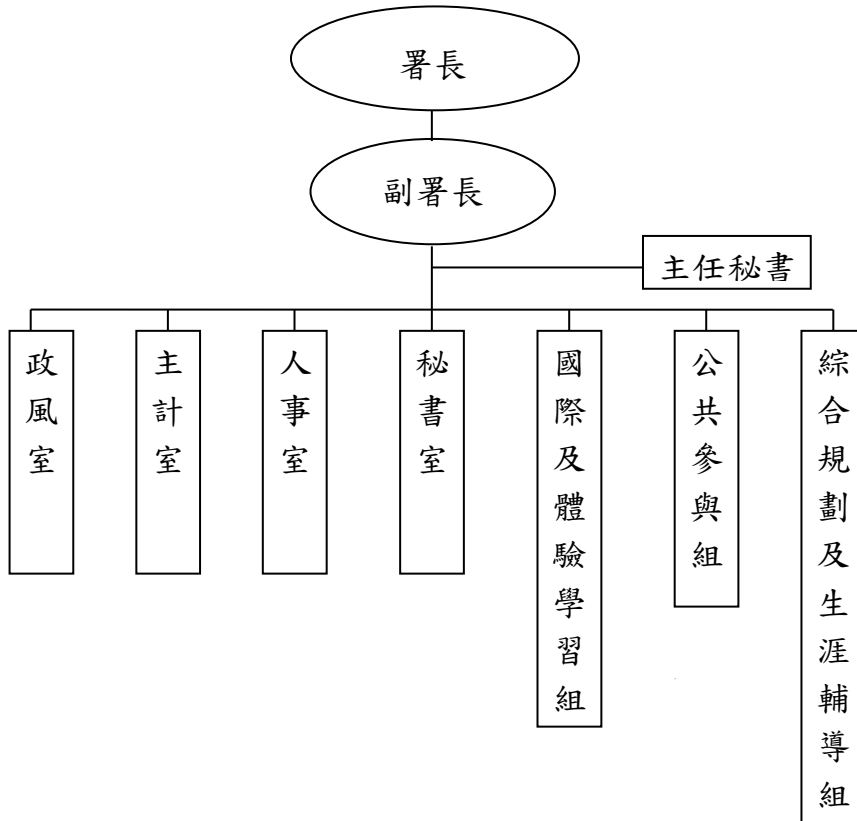 署長
副署長
主任秘書
政風室
主計室
人事室
秘書室
國際及體驗學習組
公共參與組
綜合規劃及生涯輔導組